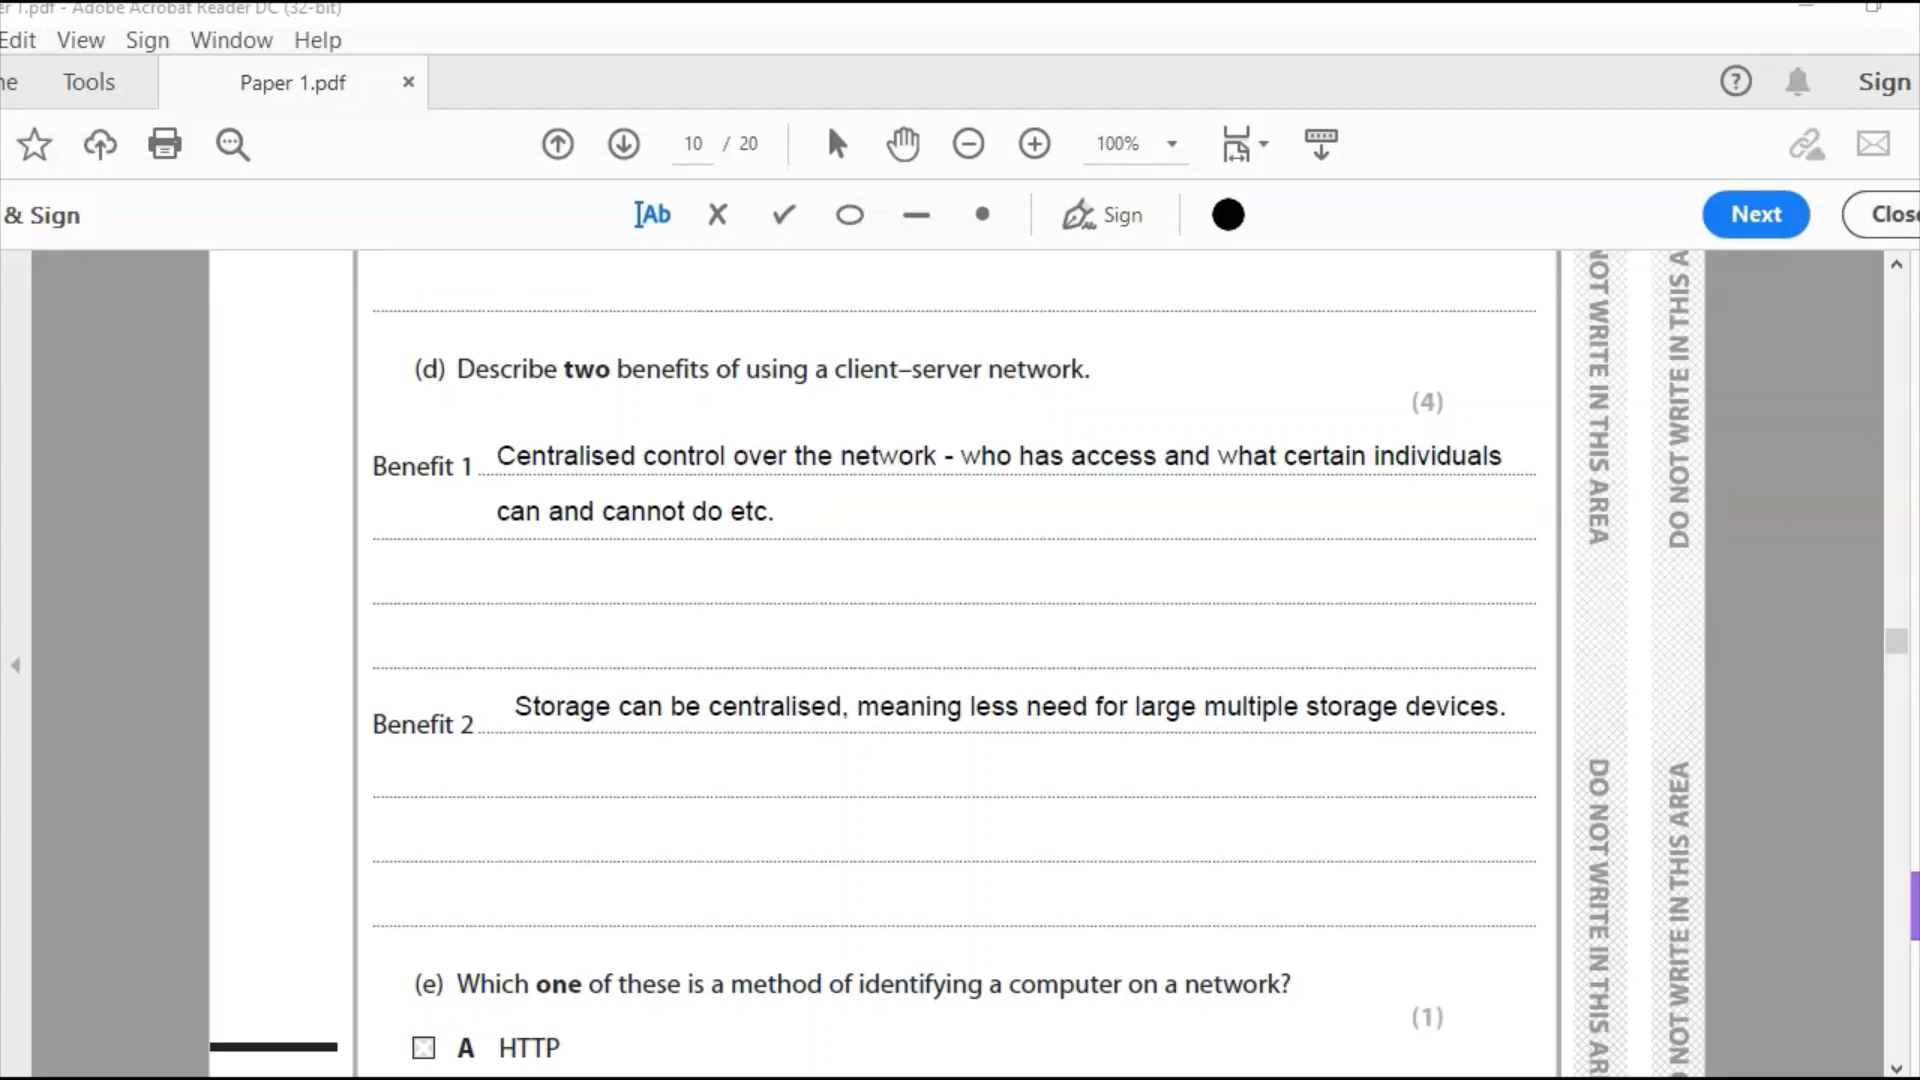 er 1.pdf - Adobe Acrobat Reader DC (32-bit)
Edit View Sign Window Help
Tools Paper 1.pdf × Sign
10 / 20 100%
& Sign Ab Sign Next
(d) Describe two benefits of using a client–server network.
(4)
Benefit 1 Centralised control over the network - who has access and what certain individuals
can and cannot do etc.
Benefit 2 Storage can be centralised, meaning less need for large multiple storage devices.
(e) Which one of these is a method of identifying a computer on a network?
(1)
A HTTP
NOT WRITE IN THIS AREA
DO NOT WRITE IN THIS AR
DO NOT WRITE IN THIS A
NOT WRITE IN THIS AREA